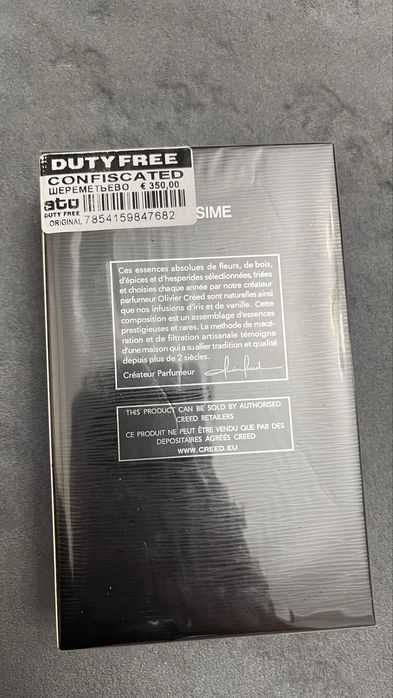 DUTY FREE
CONFISCATED
ШЕРЕМЕТЬЕВО € 350,00
atu
DUTY FREE
ORIGINAL 7854159847682
ESIME
Ces essences absolues de fleurs, de bois,
d'épices et d'hesperides sélectionnées, triées
et choisies chaque année par notre créateur
parfumeur Olivier Creed sont naturelles ainsi
que nos infusions d'iris et de vanille. Cette
composition est un assemblage d'essences
prestigieuses et rares. La methode de macé-
ration et de filtration artisanale témoigne
d'une maison qui a su allier tradition et qualité
depuis plus de 2 siècles.
Créateur Parfumeur
THIS PRODUCT CAN BE SOLD BY AUTHORISED
CREED RETAILERS
CE PRODUIT NE PEUT ÊTRE VENDU QUE PAR DES
DEPOSITAIRES AGRÉÉS CREED
WWW.CREED.EU